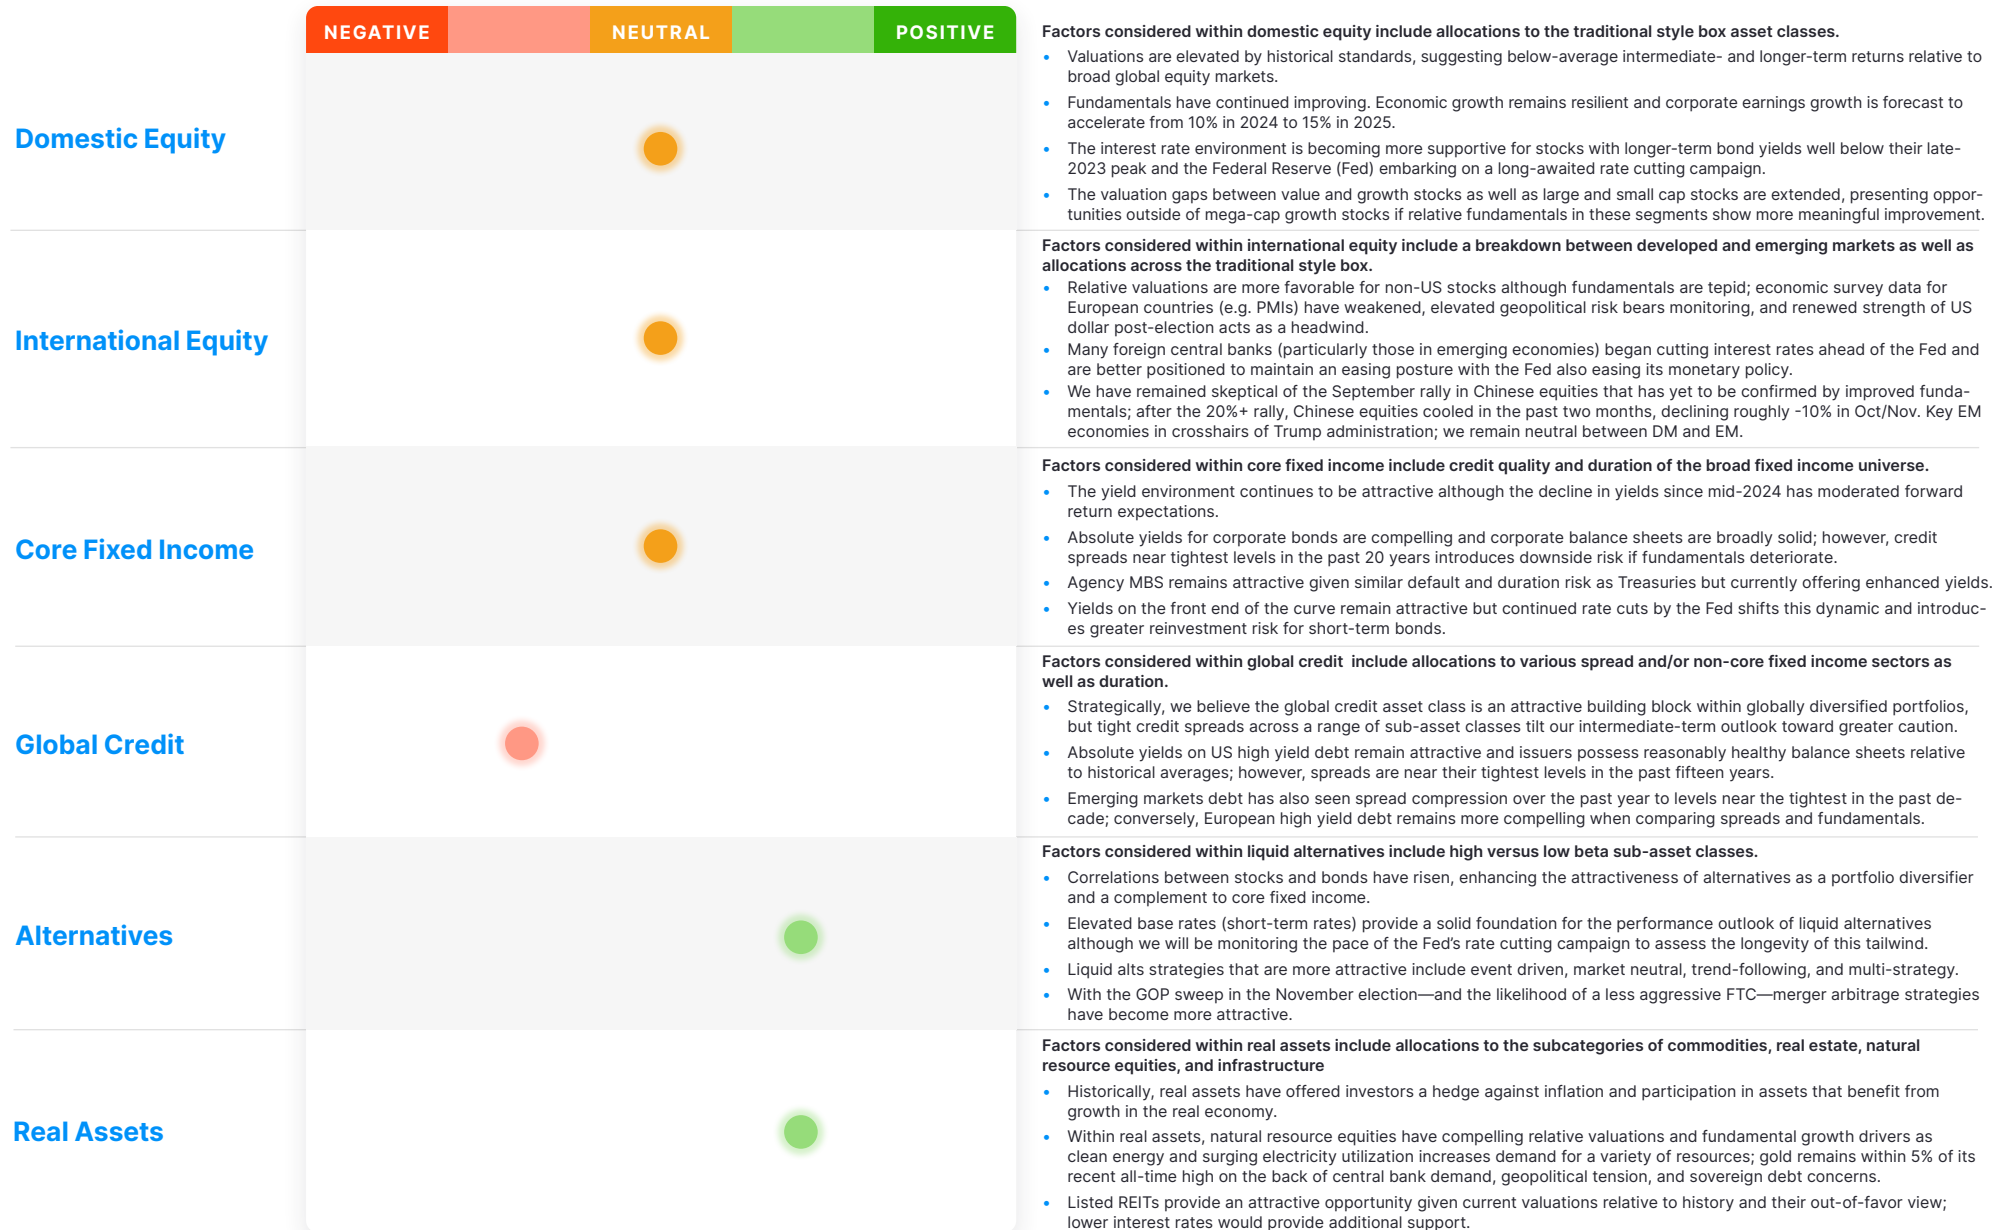 NEGATIVE
NEUTRAL
POSITIVE
Domestic Equity
Factors considered within domestic equity include allocations to the traditional style box asset classes.
• Valuations are elevated by historical standards, suggesting below-average intermediate- and longer-term returns relative to
broad global equity markets.
• Fundamentals have continued improving. Economic growth remains resilient and corporate earnings growth is forecast to
accelerate from 10% in 2024 to 15% in 2025.
• The interest rate environment is becoming more supportive for stocks with longer-term bond yields well below their late-
2023 peak and the Federal Reserve (Fed) embarking on a long-awaited rate cutting campaign.
• The valuation gaps between value and growth stocks as well as large and small cap stocks are extended, presenting oppor-
tunities outside of mega-cap growth stocks if relative fundamentals in these segments show more meaningful improvement.
International Equity
Factors considered within international equity include a breakdown between developed and emerging markets as well as
allocations across the traditional style box.
• Relative valuations are more favorable for non-US stocks although fundamentals are tepid; economic survey data for
European countries (e.g. PMIs) have weakened, elevated geopolitical risk bears monitoring, and renewed strength of US
dollar post-election acts as a headwind.
• Many foreign central banks (particularly those in emerging economies) began cutting interest rates ahead of the Fed and
are better positioned to maintain an easing posture with the Fed also easing its monetary policy.
• We have remained skeptical of the September rally in Chinese equities that has yet to be confirmed by improved funda-
mentals; after the 20%+ rally, Chinese equities cooled in the past two months, declining roughly -10% in Oct/Nov. Key EM
economies in crosshairs of Trump administration; we remain neutral between DM and EM.
Core Fixed Income
Factors considered within core fixed income include credit quality and duration of the broad fixed income universe.
• The yield environment continues to be attractive although the decline in yields since mid-2024 has moderated forward
return expectations.
• Absolute yields for corporate bonds are compelling and corporate balance sheets are broadly solid; however, credit
spreads near tightest levels in the past 20 years introduces downside risk if fundamentals deteriorate.
• Agency MBS remains attractive given similar default and duration risk as Treasuries but currently offering enhanced yields.
• Yields on the front end of the curve remain attractive but continued rate cuts by the Fed shifts this dynamic and introduc-
es greater reinvestment risk for short-term bonds.
Global Credit
Factors considered within global credit  include allocations to various spread and/or non-core fixed income sectors as
well as duration.
• Strategically, we believe the global credit asset class is an attractive building block within globally diversified portfolios,
but tight credit spreads across a range of sub-asset classes tilt our intermediate-term outlook toward greater caution.
• Absolute yields on US high yield debt remain attractive and issuers possess reasonably healthy balance sheets relative
to historical averages; however, spreads are near their tightest levels in the past fifteen years.
• Emerging markets debt has also seen spread compression over the past year to levels near the tightest in the past de-
cade; conversely, European high yield debt remains more compelling when comparing spreads and fundamentals.
Alternatives
Factors considered within liquid alternatives include high versus low beta sub-asset classes.
• Correlations between stocks and bonds have risen, enhancing the attractiveness of alternatives as a portfolio diversifier
and a complement to core fixed income.
• Elevated base rates (short-term rates) provide a solid foundation for the performance outlook of liquid alternatives
although we will be monitoring the pace of the Fed’s rate cutting campaign to assess the longevity of this tailwind.
• Liquid alts strategies that are more attractive include event driven, market neutral, trend-following, and multi-strategy.
• With the GOP sweep in the November election—and the likelihood of a less aggressive FTC—merger arbitrage strategies
have become more attractive.
Real Assets
Factors considered within real assets include allocations to the subcategories of commodities, real estate, natural
resource equities, and infrastructure
• Historically, real assets have offered investors a hedge against inflation and participation in assets that benefit from
growth in the real economy.
• Within real assets, natural resource equities have compelling relative valuations and fundamental growth drivers as
clean energy and surging electricity utilization increases demand for a variety of resources; gold remains within 5% of its
recent all-time high on the back of central bank demand, geopolitical tension, and sovereign debt concerns.
• Listed REITs provide an attractive opportunity given current valuations relative to history and their out-of-favor view;
lower interest rates would provide additional support.